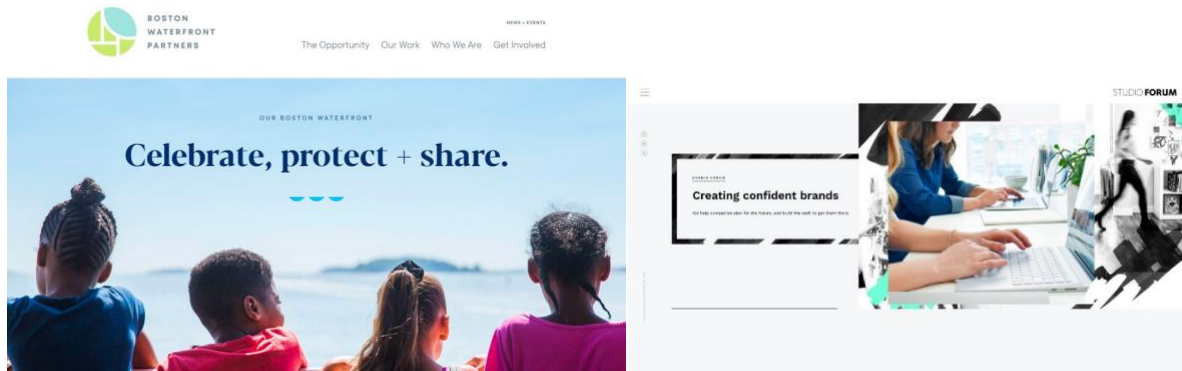 BOSTON
WATERFRONT
PARTNERS
NEWS + EVENTS
The Opportunity Our Work Who We Are Get Involved
OUR BOSTON WATERFRONT
Celebrate, protect + share.
STUDIO FORUM
STUDIO FORUM
Creating confident brands
We help companies plan for the future, and build the path to get them there.